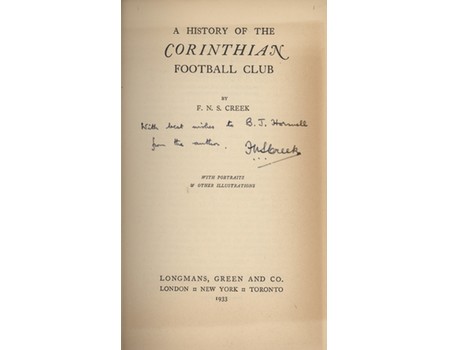 A HISTORY OF THE
CORINTHIAN
FOOTBALL CLUB
BY
F. N. S. CREEK
With best wishes to B. J.
from the author. FNSCreek
WITH PORTRAITS
& OTHER ILLUSTRATIONS
LONGMANS, GREEN AND CO.
LONDON :: NEW YORK :: TORONTO
1933